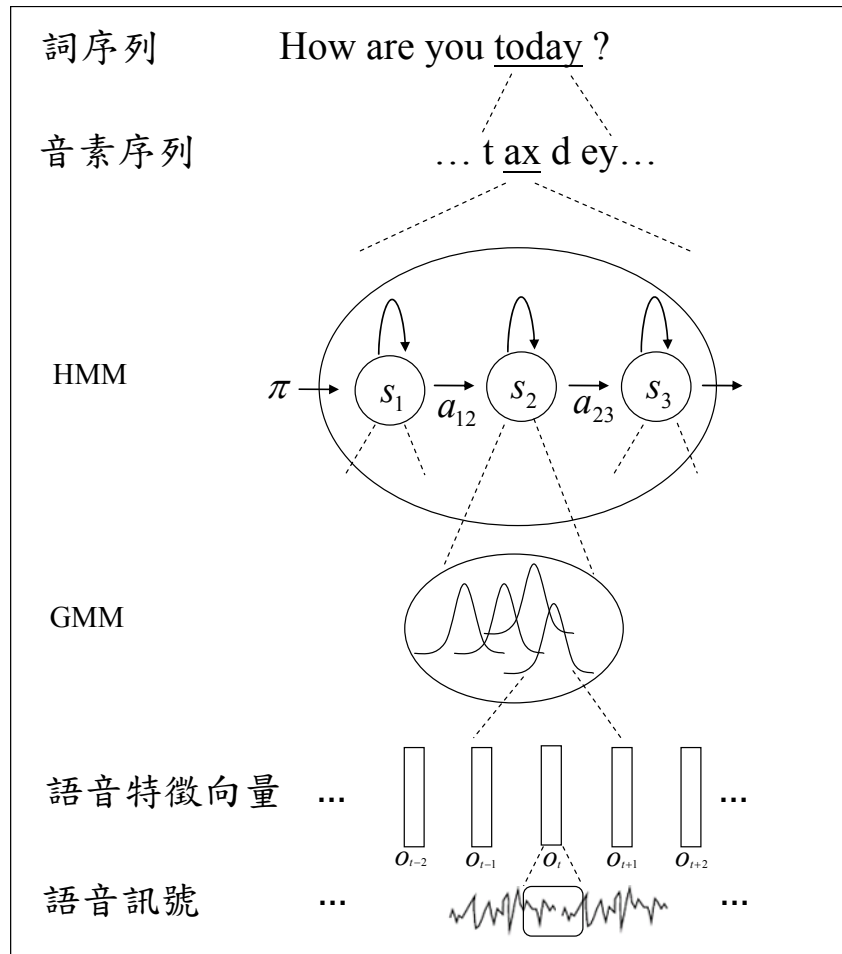 詞序列 How are you today ?
音素序列 … t ax d ey…
HMM
π s₁ a₁₂ s₂ a₂₃ s₃
GMM
語音特徵向量 … …
oₜ₋₂ oₜ₋₁ oₜ oₜ₊₁ oₜ₊₂
語音訊號 … …